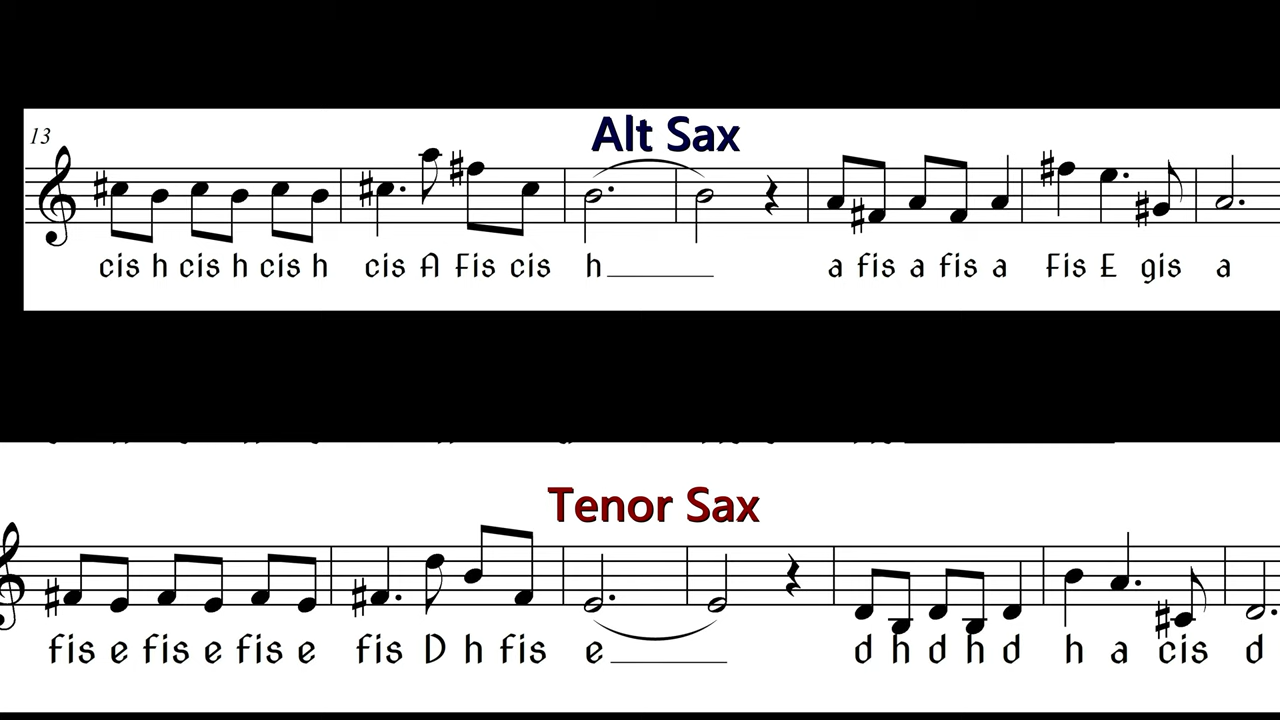 13
Alt Sax
cis h cis h cis h cis A Fis cis h a fis a fis a Fis E gis a
Tenor Sax
fis e fis e fis e fis D h fis e d h d h d h a cis d